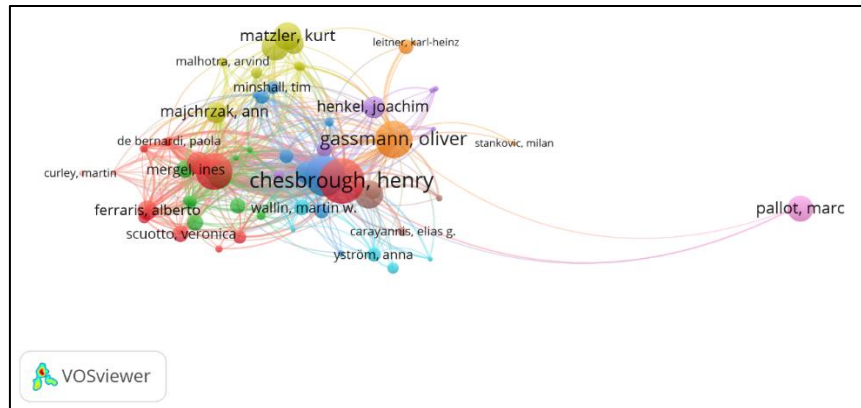 matzler, kurt
leitner, karl-heinz
malhotra, arvind
minshall, tim
majchrzak, ann
henkel, joachim
gassmann, oliver
de bernardi, paola
stankovic, milan
curley, martin
mergel, ines
chesbrough, henry
ferraris, alberto
wallin, martin w.
pallot, marc
scuotto, veronica
carayannis, elias g.
yström, anna
VOSviewer